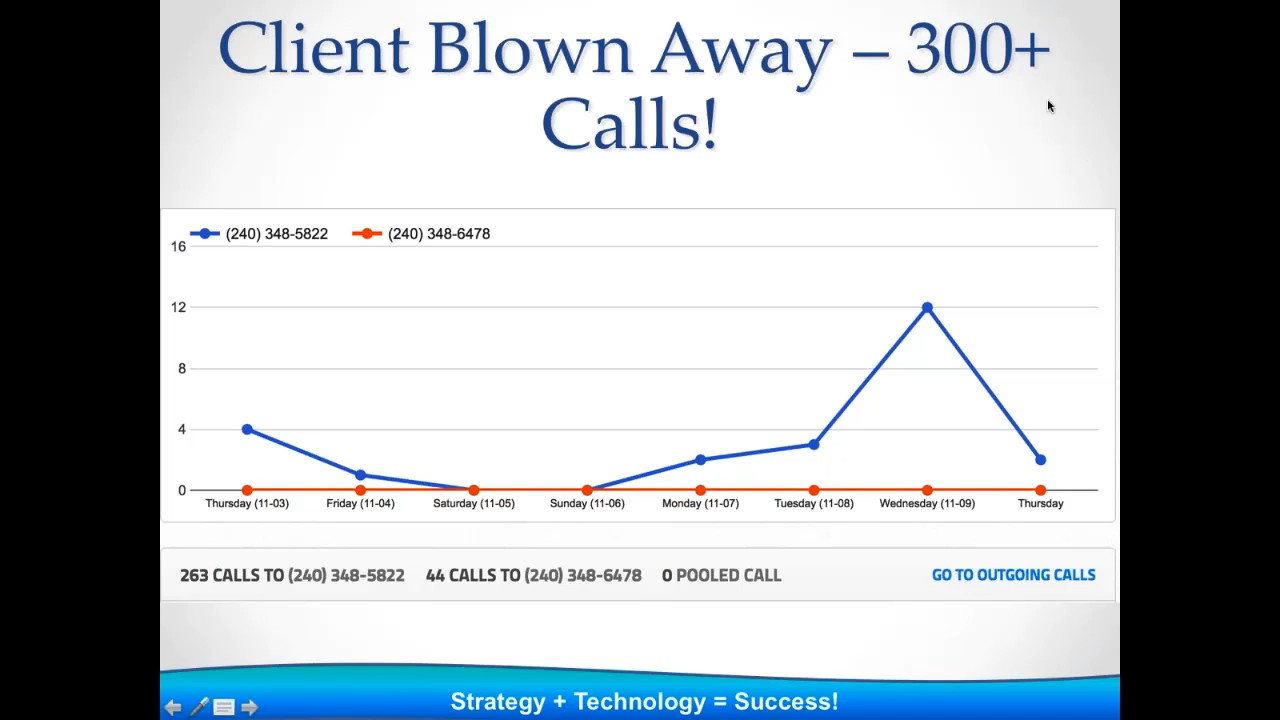 Client Blown Away – 300+
Calls!
(240) 348-5822 (240) 348-6478
16
12
8
4
0
Thursday (11-03) Friday (11-04) Saturday (11-05) Sunday (11-06) Monday (11-07) Tuesday (11-08) Wednesday (11-09) Thursday
263 CALLS TO (240) 348-5822 44 CALLS TO (240) 348-6478 0 POOLED CALL GO TO OUTGOING CALLS
Strategy + Technology = Success!